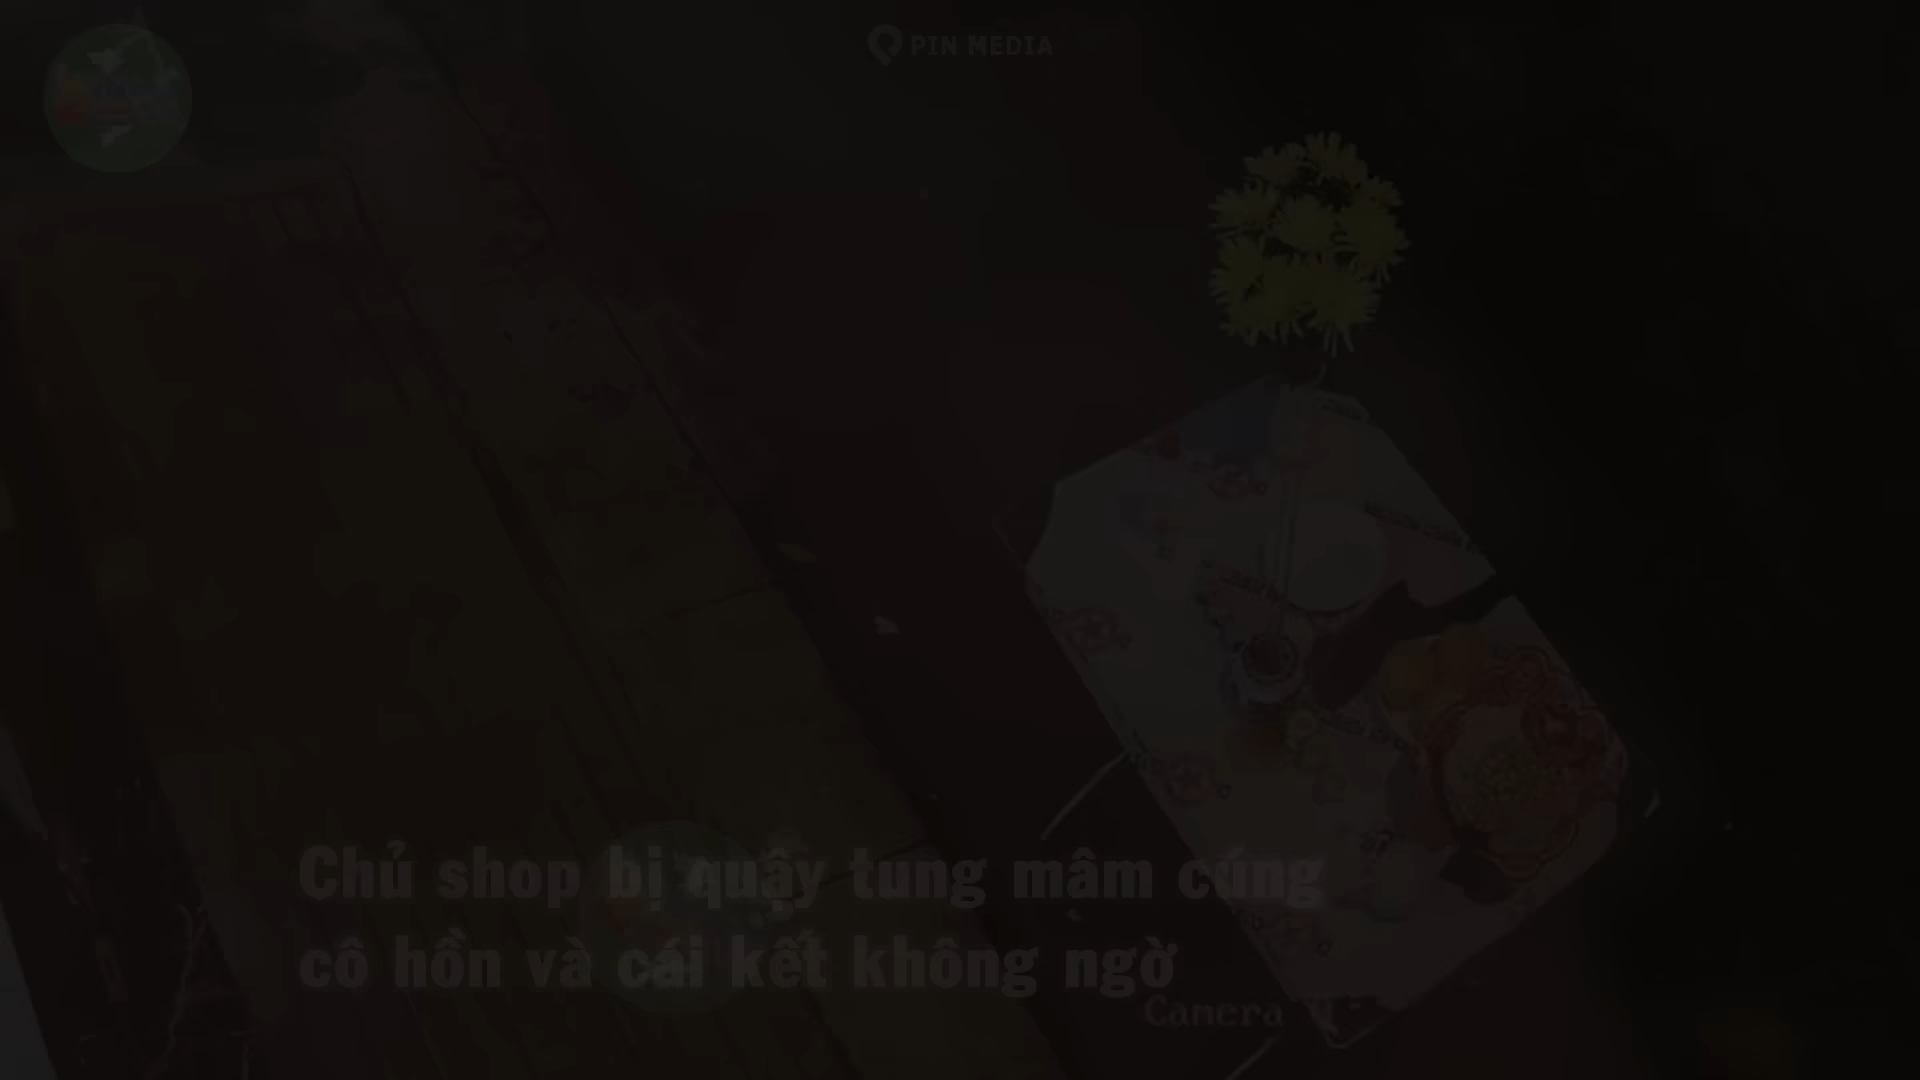 PIN MEDIA
Chủ shop bị quậy tung mâm cúng
cô hồn và cái kết không ngờ
Camera